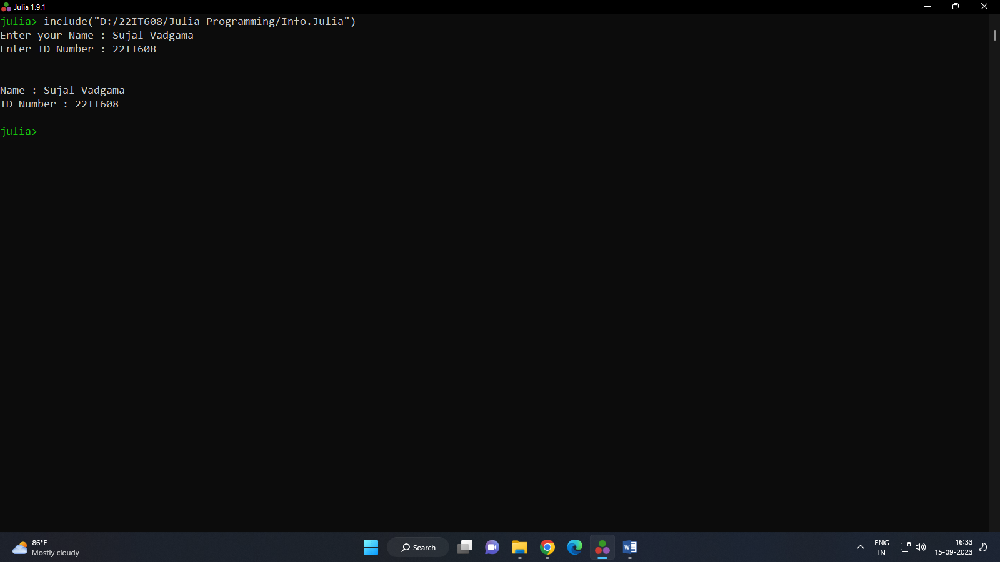 Julia 1.9.1
julia> include("D:/22IT608/Julia Programming/Info.Julia")
Enter your Name : Sujal Vadgama
Enter ID Number : 22IT608
Name : Sujal Vadgama
ID Number : 22IT608
julia>
86°F
Mostly cloudy
Search
W
ENG
IN
16:33
15-09-2023